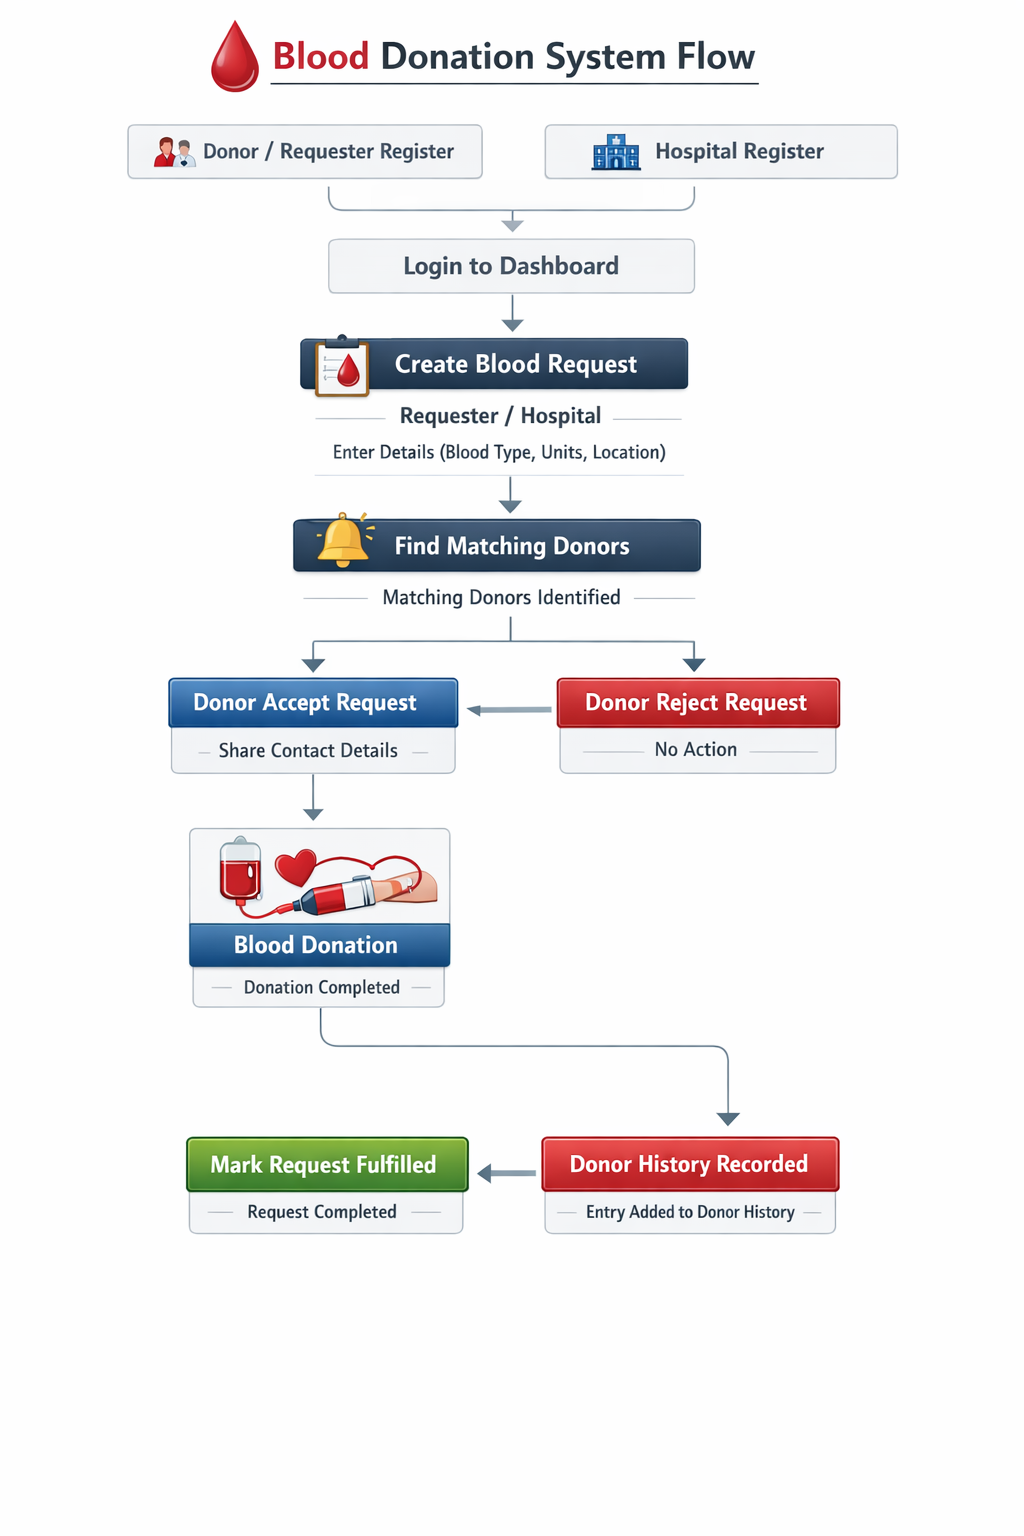 Blood Donation System Flow
Donor / Requester Register
Hospital Register
Login to Dashboard
Create Blood Request
Requester / Hospital
Enter Details (Blood Type, Units, Location)
Find Matching Donors
Matching Donors Identified
Donor Accept Request
Donor Reject Request
Share Contact Details
No Action
Blood Donation
Donation Completed
Mark Request Fulfilled
Donor History Recorded
Request Completed
Entry Added to Donor History